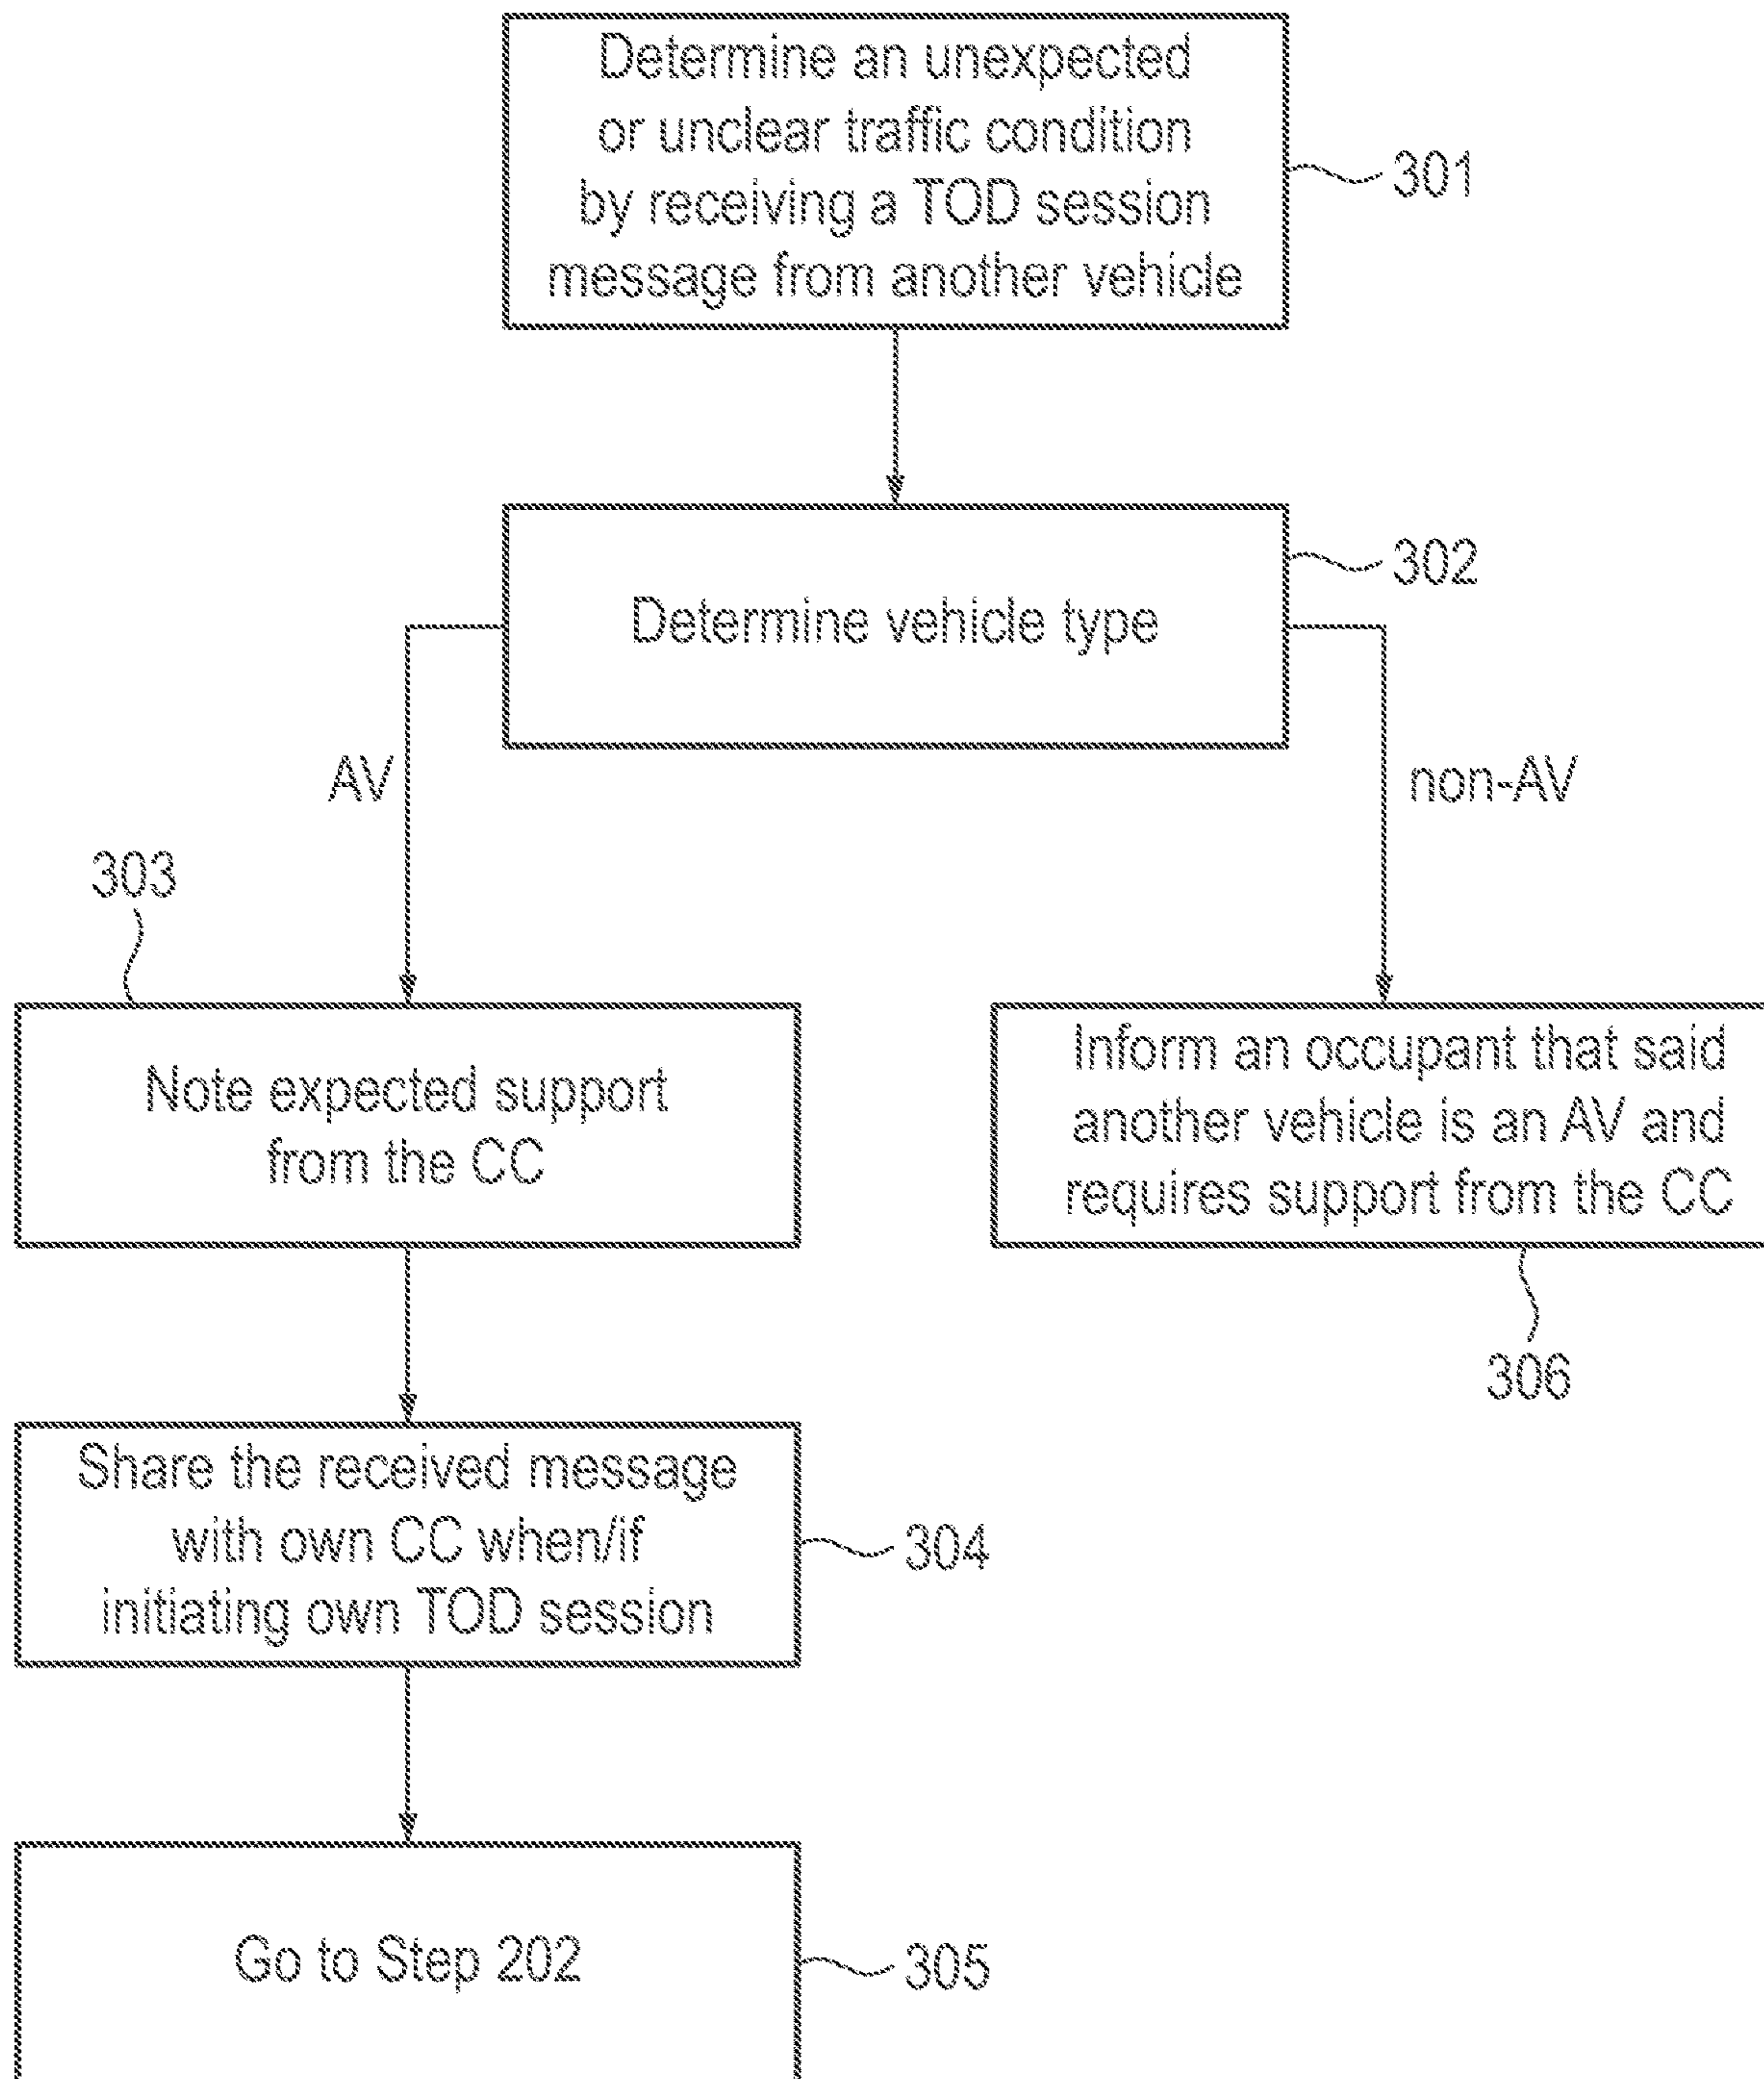 Determine an unexpected
or unclear traffic condition
by receiving a TOD session
message from another vehicle
301
Determine vehicle type
302
AV
non-AV
303
Note expected support
from the CC
Inform an occupant that said
another vehicle is an AV and
requires support from the CC
306
Share the received message
with own CC when/if
initiating own TOD session
304
Go to Step 202
305